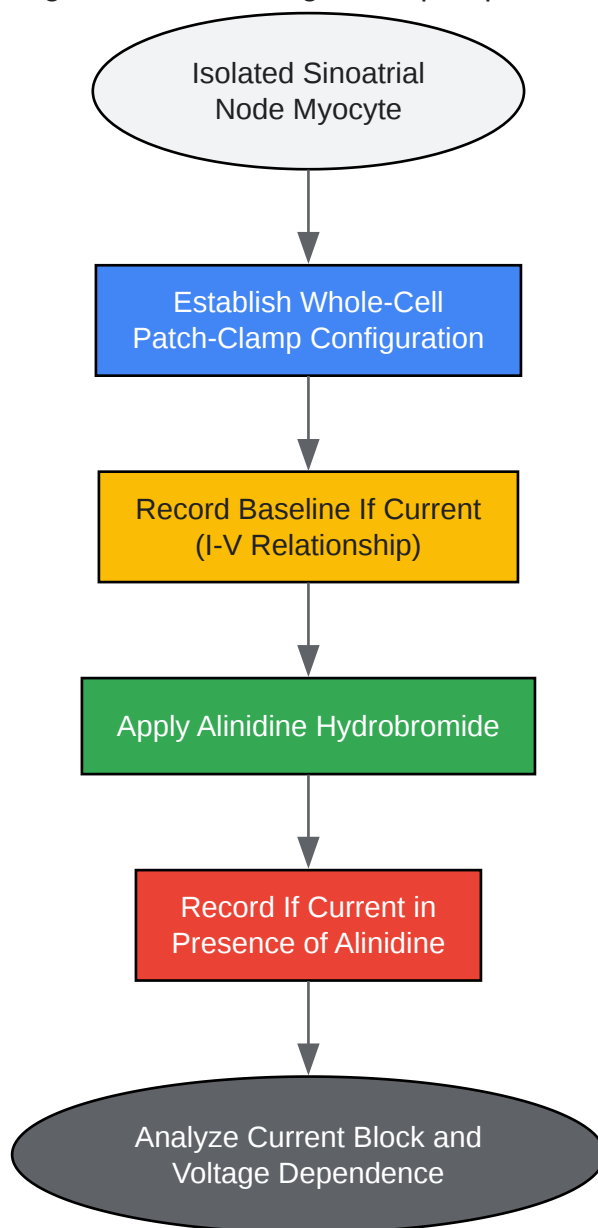 Isolated Sinoatrial
Node Myocyte
Establish Whole-Cell
Patch-Clamp Configuration
Record Baseline If Current
(I-V Relationship)
Apply Alinidine Hydrobromide
Record If Current in
Presence of Alinidine
Analyze Current Block and
Voltage Dependence